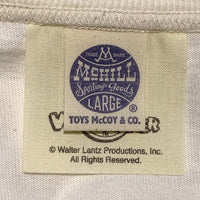 TRADE MARK
McHILL
Sporting Goods
LARGE
TOYS McCOY & CO.
© Walter Lantz Productions, Inc.
All Rights Reserved.